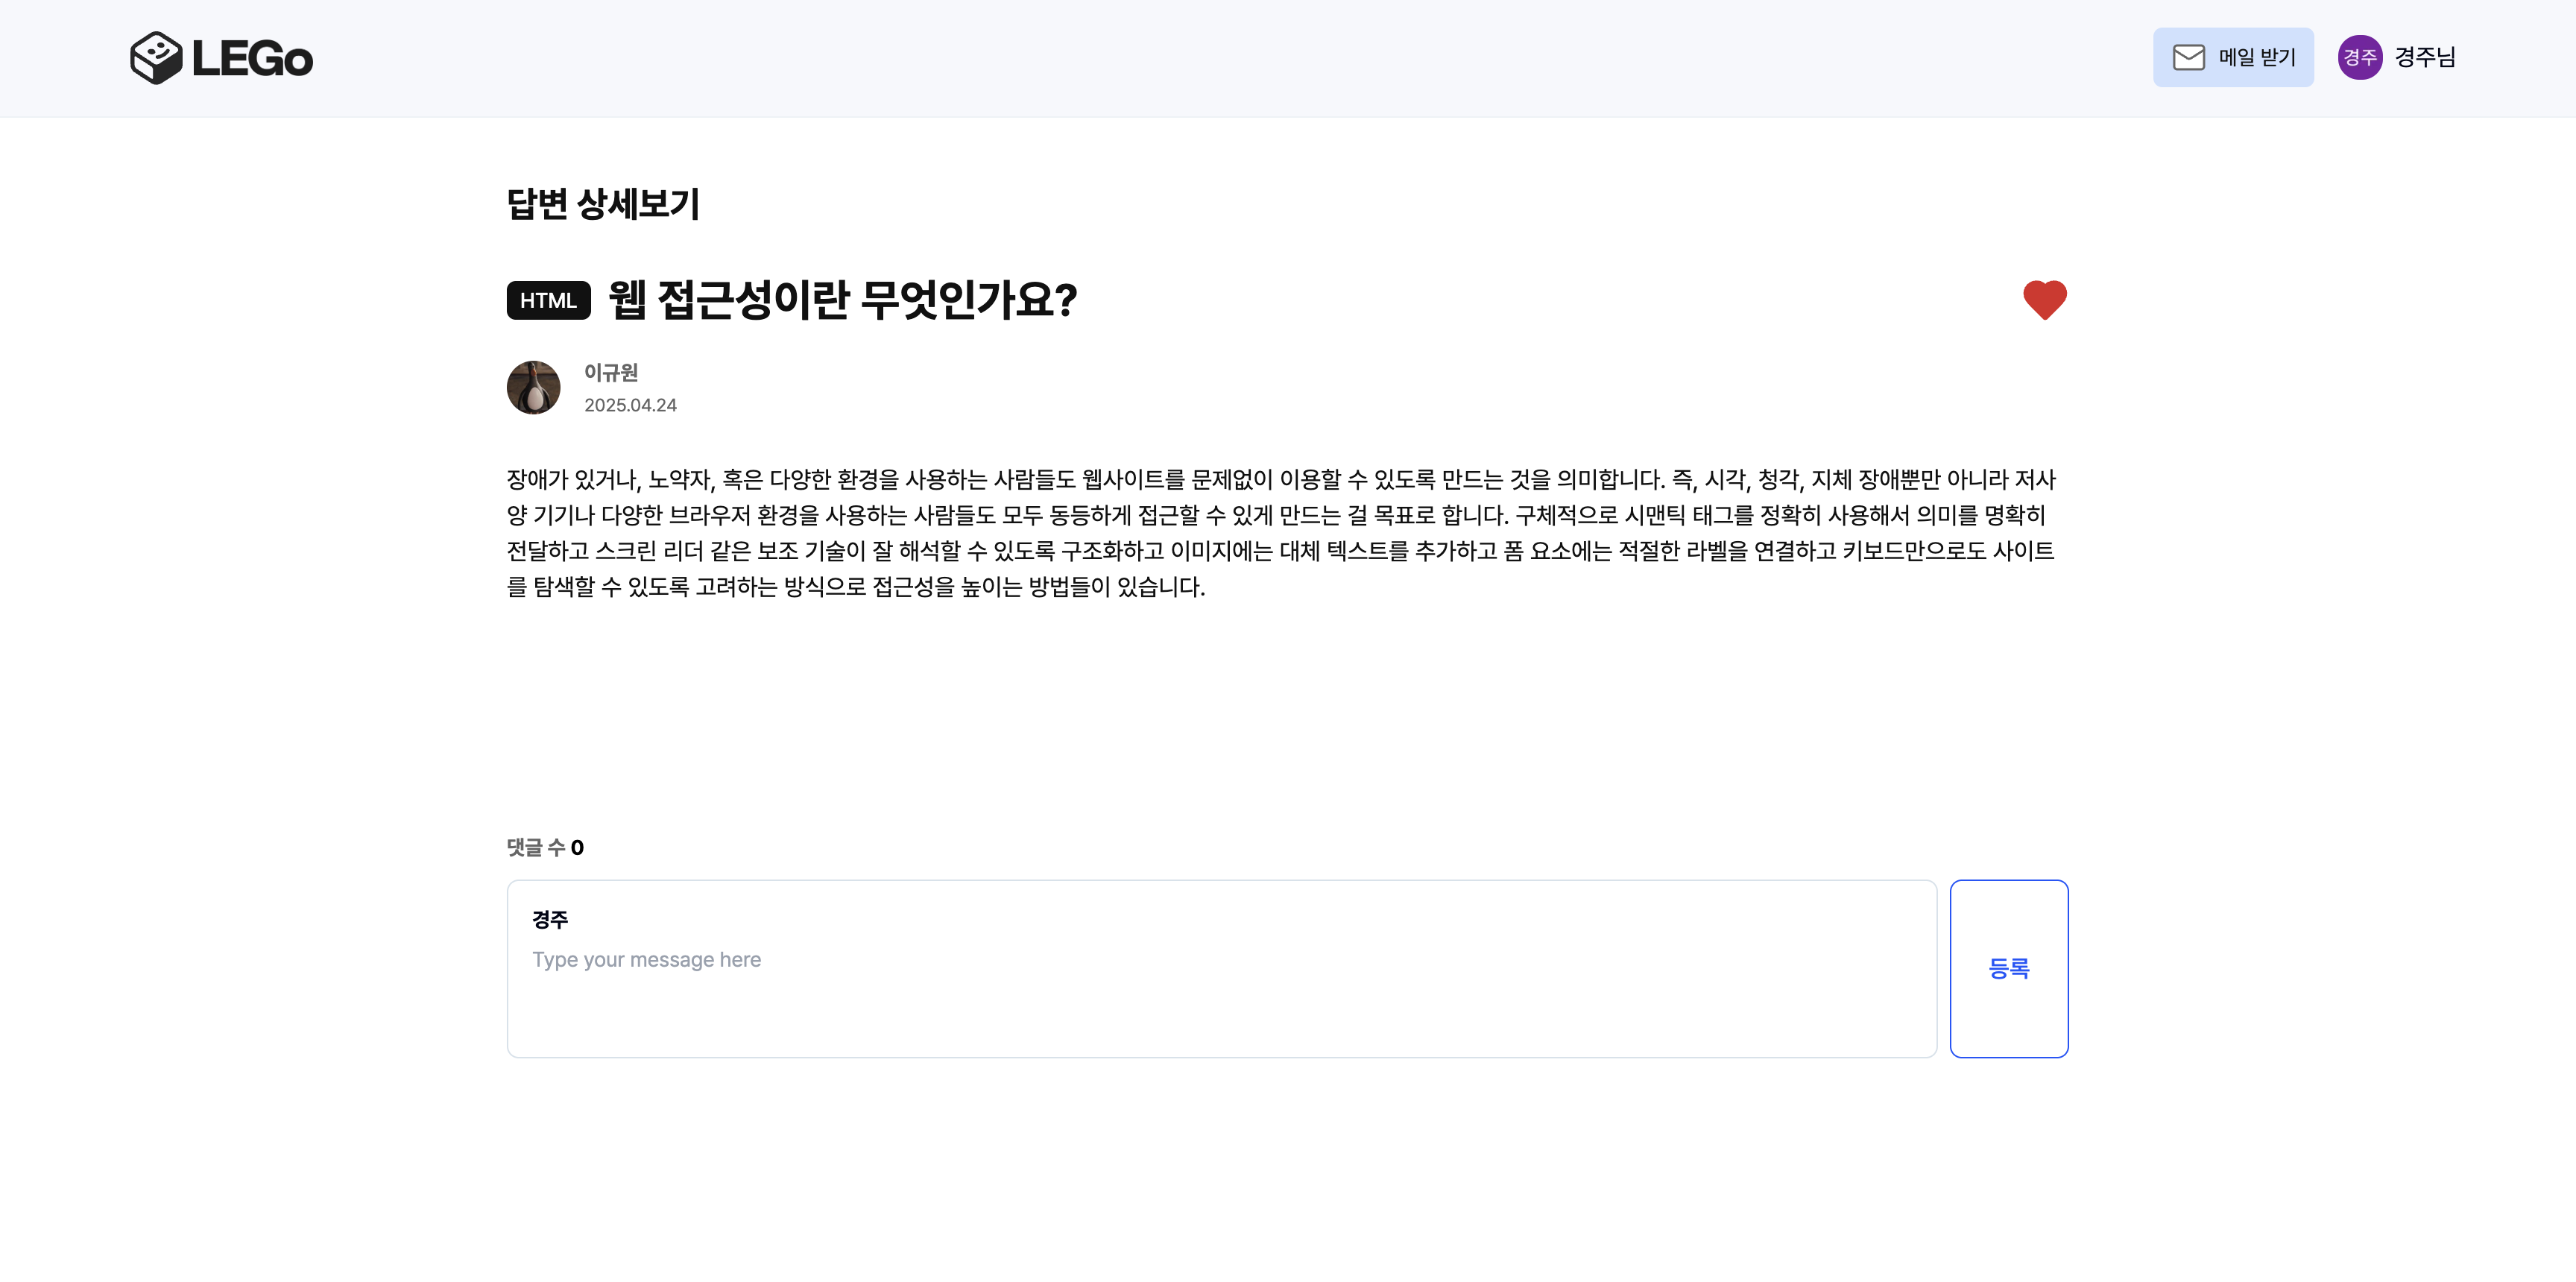 LEGo
메일 받기
경주
경주님
답변 상세보기
HTML 웹 접근성이란 무엇인가요?
이규원
2025.04.24
장애가 있거나, 노약자, 혹은 다양한 환경을 사용하는 사람들도 웹사이트를 문제없이 이용할 수 있도록 만드는 것을 의미합니다. 즉, 시각, 청각, 지체 장애뿐만 아니라 저사
양 기기나 다양한 브라우저 환경을 사용하는 사람들도 모두 동등하게 접근할 수 있게 만드는 걸 목표로 합니다. 구체적으로 시맨틱 태그를 정확히 사용해서 의미를 명확히
전달하고 스크린 리더 같은 보조 기술이 잘 해석할 수 있도록 구조화하고 이미지에는 대체 텍스트를 추가하고 폼 요소에는 적절한 라벨을 연결하고 키보드만으로도 사이트
를 탐색할 수 있도록 고려하는 방식으로 접근성을 높이는 방법들이 있습니다.
댓글 수 0
경주
Type your message here
등록